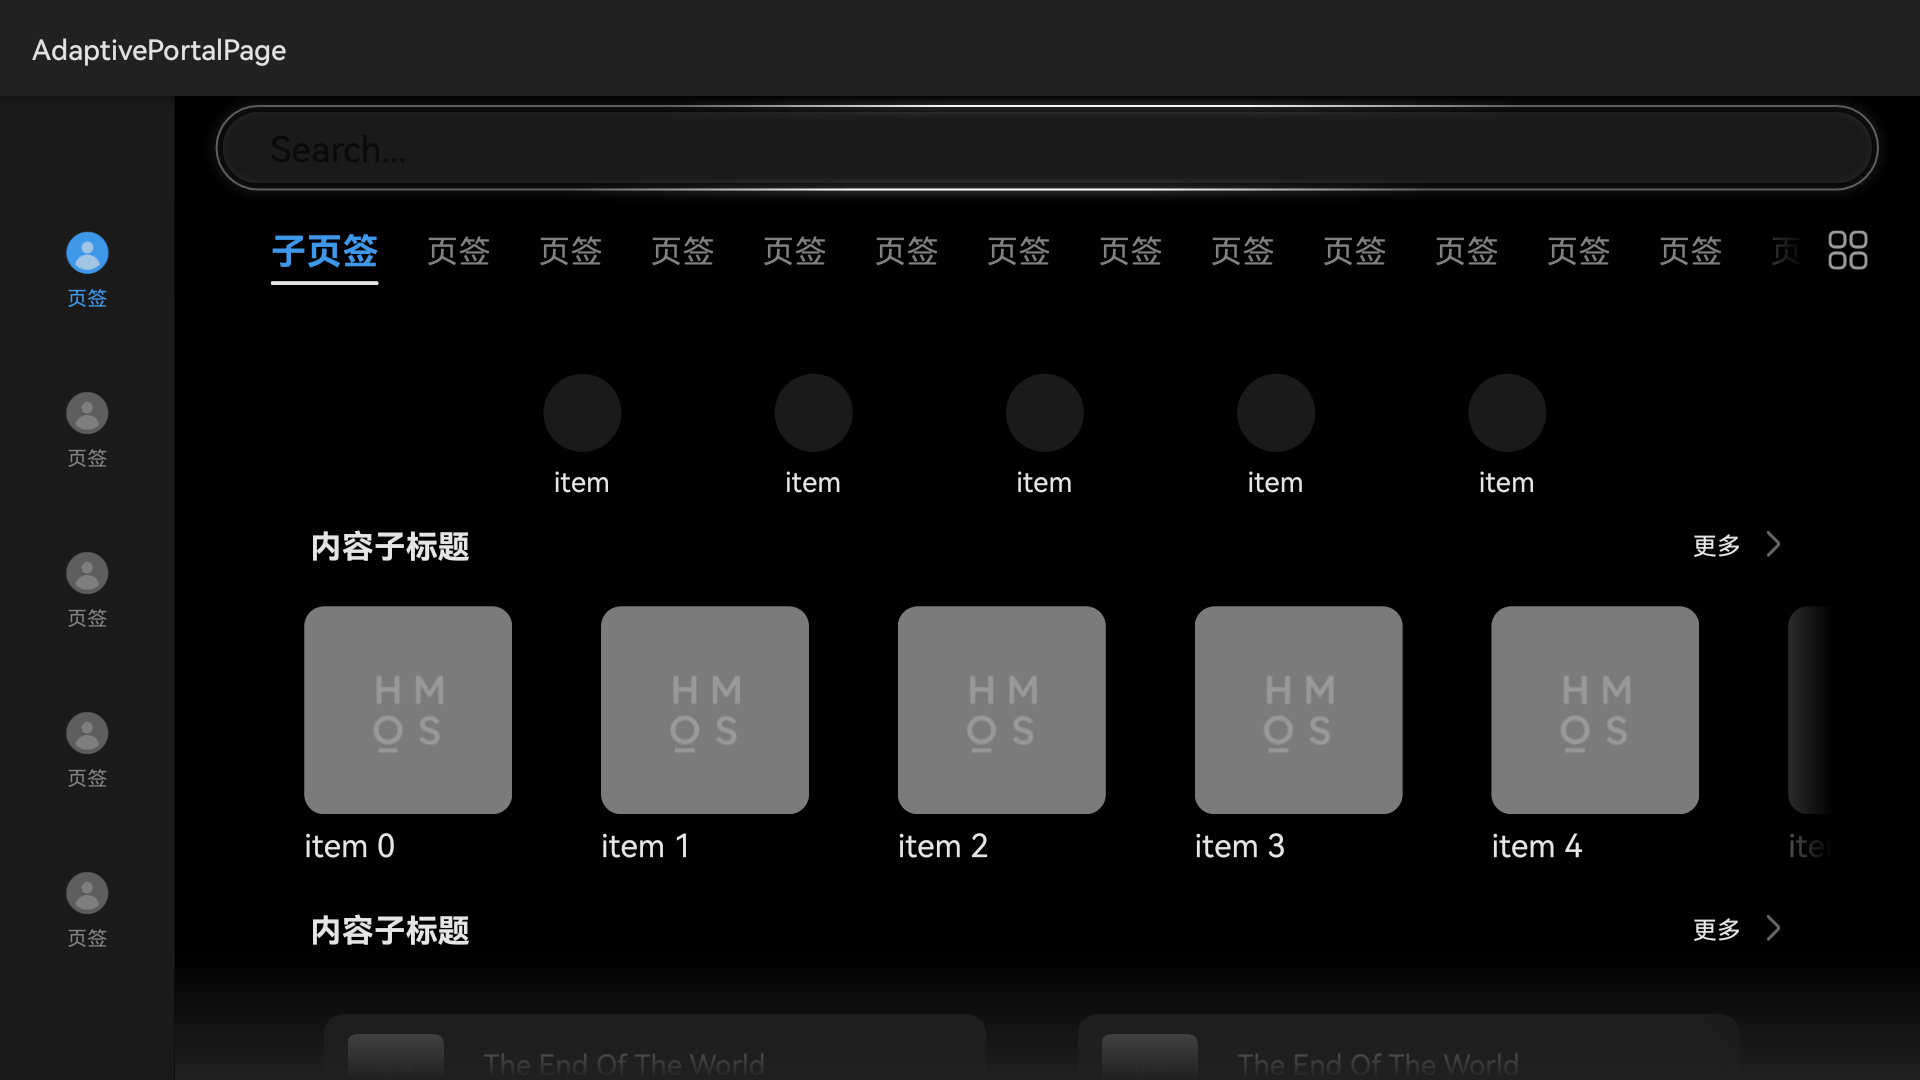 AdaptivePortalPage
Search...
子页签 页签 页签 页签 页签 页签 页签 页签 页签 页签 页签 页签 页签 页
页签
页签
页签
页签
页签
item item item item item
内容子标题 更多
HM OS HM OS HM OS HM OS HM OS
item 0 item 1 item 2 item 3 item 4 ite
内容子标题 更多
The End Of The World The End Of The World